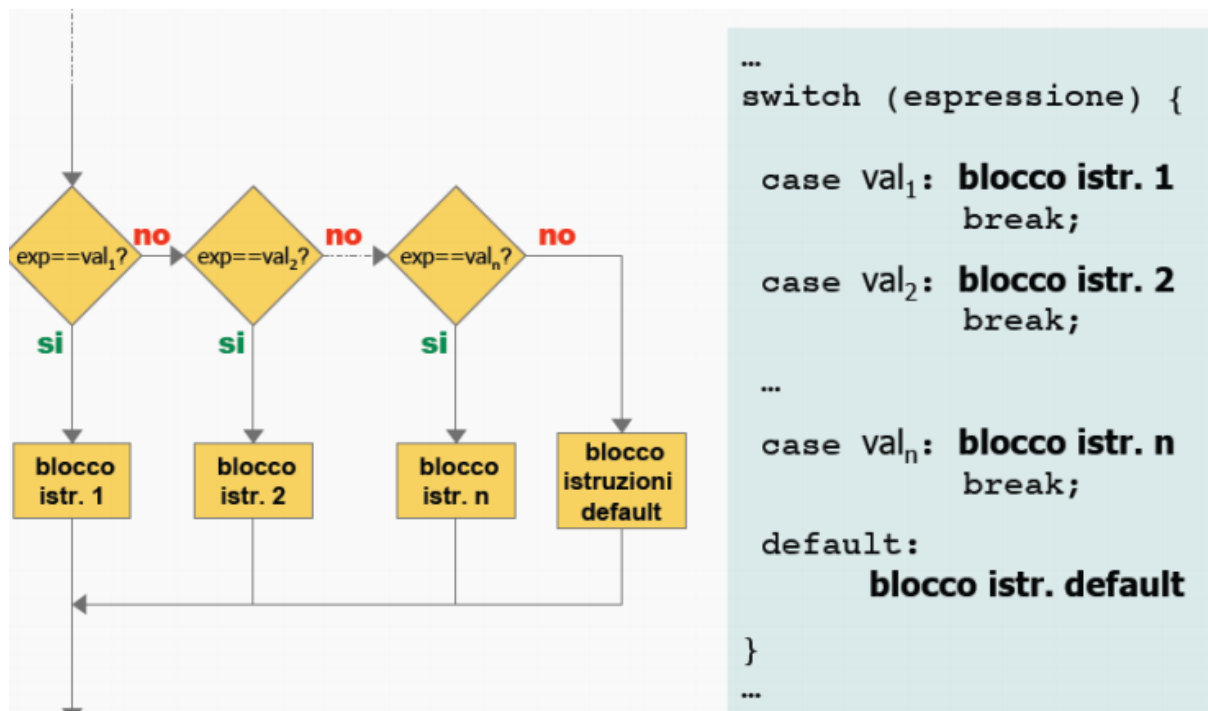 exp==val1?
no
exp==val2?
no
exp==valn?
no
si
si
si
blocco
istr. 1
blocco
istr. 2
blocco
istr. n
blocco
istruzioni
default
…
switch (espressione) {
case val1: blocco istr. 1
break;
case val2: blocco istr. 2
break;
…
case valn: blocco istr. n
break;
default:
blocco istr. default
}
…